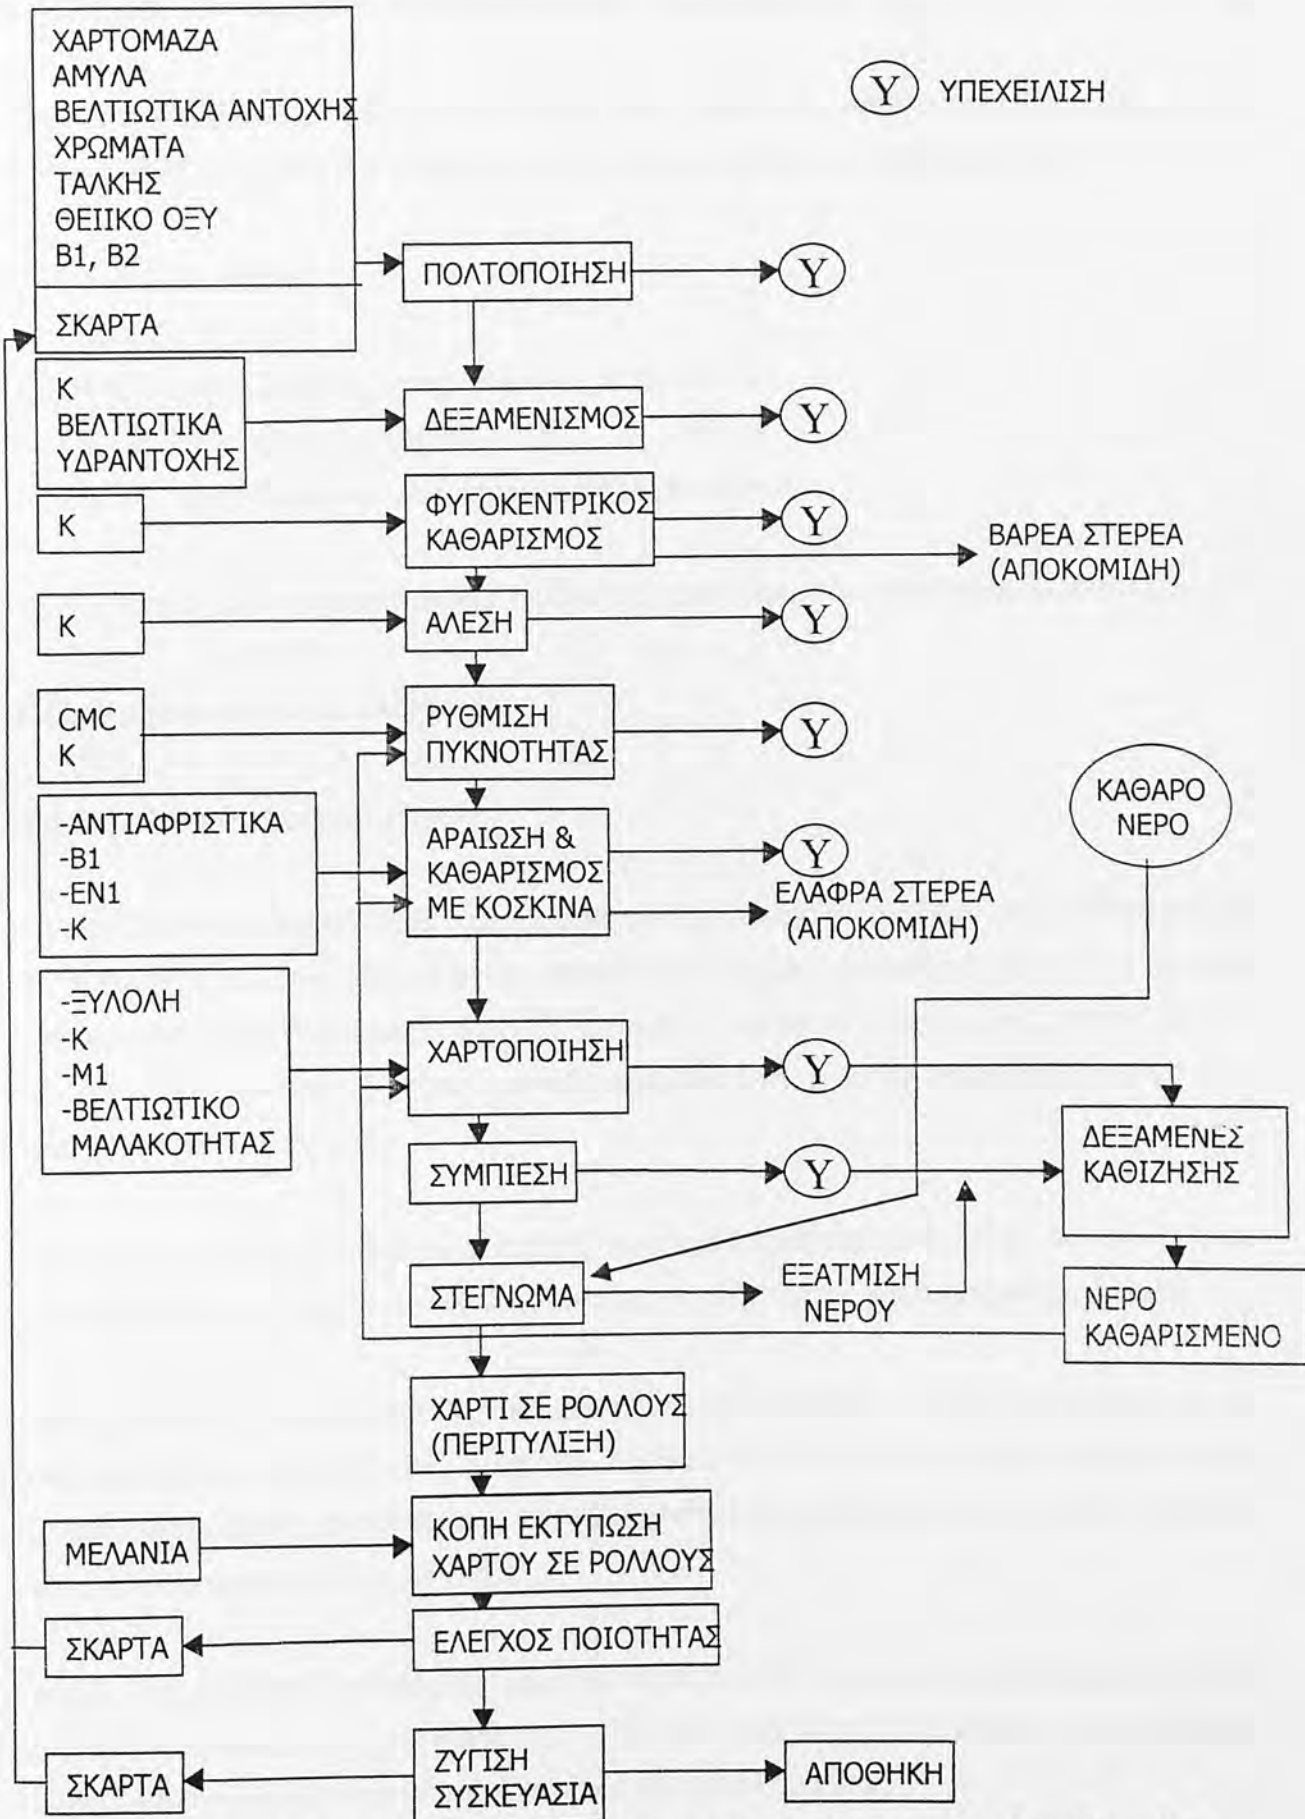 ΧΑΡΤΟΜΑΖΑ
ΑΜΥΛΑ
ΒΕΛΤΙΩΤΙΚΑ ΑΝΤΟΧΗΣ
ΧΡΩΜΑΤΑ
ΤΑΛΚΗΣ
ΘΕΙΙΚΟ ΟΞΥ
Β1, Β2
ΣΚΑΡΤΑ
Υ ΥΠΕΧΕΙΛΙΣΗ
ΠΟΛΤΟΠΟΙΗΣΗ
Υ
Κ
ΒΕΛΤΙΩΤΙΚΑ
ΥΔΡΑΝΤΟΧΗΣ
ΔΕΞΑΜΕΝΙΣΜΟΣ
Υ
Κ
ΦΥΓΟΚΕΝΤΡΙΚΟΣ
ΚΑΘΑΡΙΣΜΟΣ
Υ
ΒΑΡΕΑ ΣΤΕΡΕΑ
(ΑΠΟΚΟΜΙΔΗ)
Κ
ΑΛΕΣΗ
Υ
CMC
Κ
ΡΥΘΜΙΣΗ
ΠΥΚΝΟΤΗΤΑΣ
Υ
ΚΑΘΑΡΟ
ΝΕΡΟ
-ΑΝΤΙΑΦΡΙΣΤΙΚΑ
-Β1
-ΕΝ1
-Κ
ΑΡΑΙΩΣΗ &
ΚΑΘΑΡΙΣΜΟΣ
ΜΕ ΚΟΣΚΙΝΑ
Υ
ΕΛΑΦΡΑ ΣΤΕΡΕΑ
(ΑΠΟΚΟΜΙΔΗ)
-ΞΥΛΟΛΗ
-Κ
-Μ1
-ΒΕΛΤΙΩΤΙΚΟ
ΜΑΛΑΚΟΤΗΤΑΣ
ΧΑΡΤΟΠΟΙΗΣΗ
Υ
ΔΕΞΑΜΕΝΕΣ
ΚΑΘΙΖΗΣΗΣ
ΣΥΜΠΙΕΣΗ
Υ
ΣΤΕΓΝΩΜΑ
ΕΞΑΤΜΙΣΗ
ΝΕΡΟΥ
ΝΕΡΟ
ΚΑΘΑΡΙΣΜΕΝΟ
ΧΑΡΤΙ ΣΕ ΡΟΛΛΟΥΣ
(ΠΕΡΙΤΥΛΙΞΗ)
ΜΕΛΑΝΙΑ
ΚΟΠΗ ΕΚΤΥΠΩΣΗ
ΧΑΡΤΟΥ ΣΕ ΡΟΛΛΟΥΣ
ΣΚΑΡΤΑ
ΕΛΕΓΧΟΣ ΠΟΙΟΤΗΤΑΣ
ΣΚΑΡΤΑ
ΖΥΓΙΣΗ
ΣΥΣΚΕΥΑΣΙΑ
ΑΠΟΘΗΚΗ